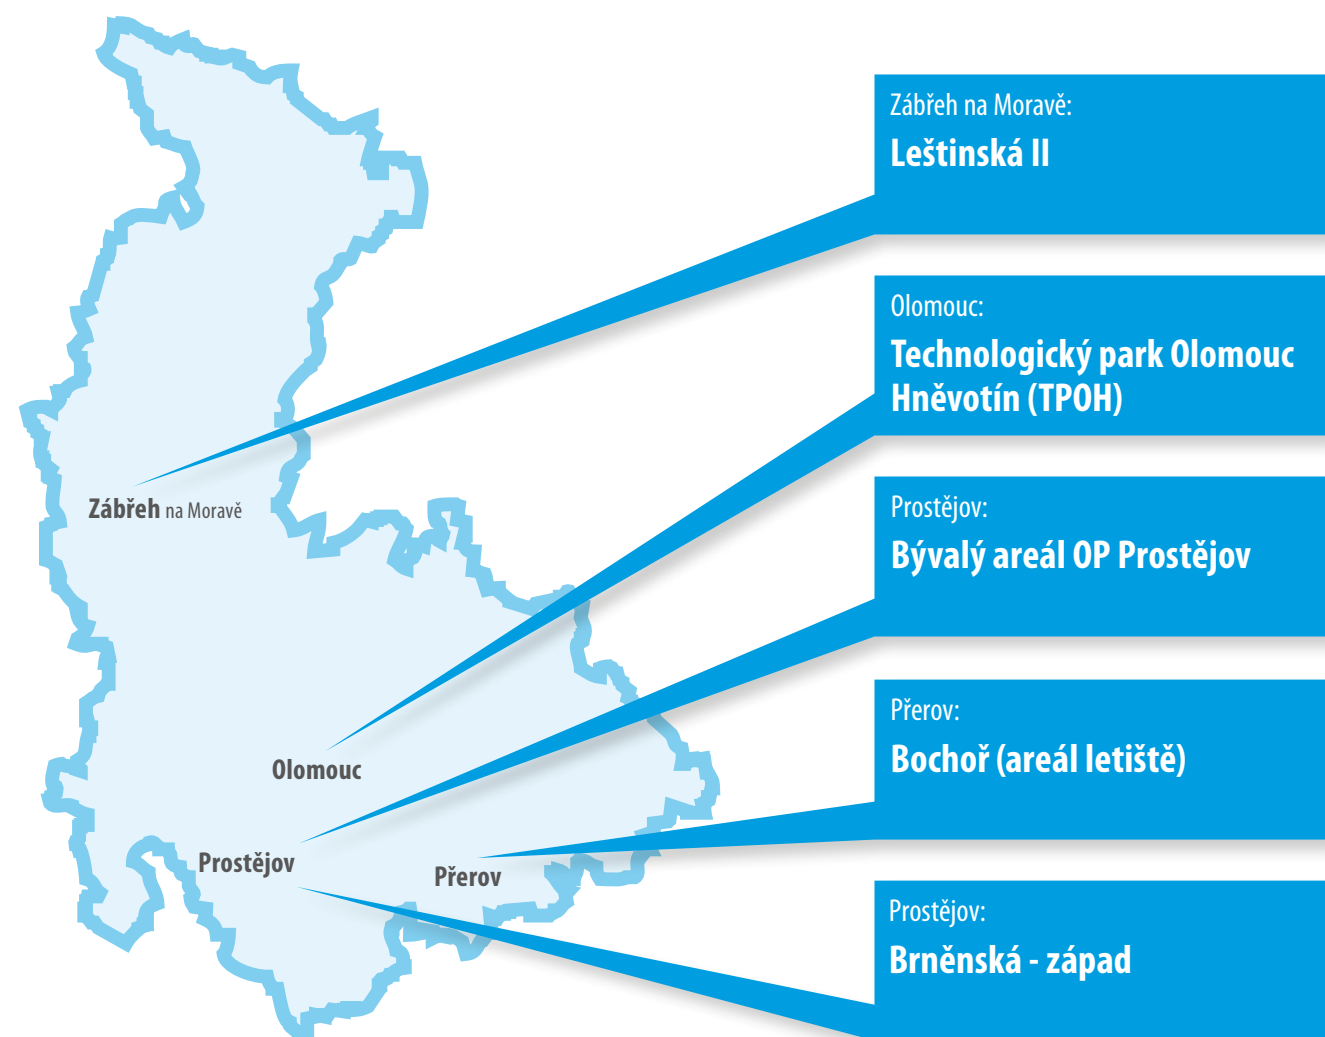 Zábřeh na Moravě:
Leštinská II
Olomouc:
Technologický park Olomouc
Hněvotín (TPOH)
Prostějov:
Bývalý areál OP Prostějov
Přerov:
Bochoř (areál letiště)
Prostějov:
Brněnská - západ
Zábřeh na Moravě
Olomouc
Prostějov
Přerov